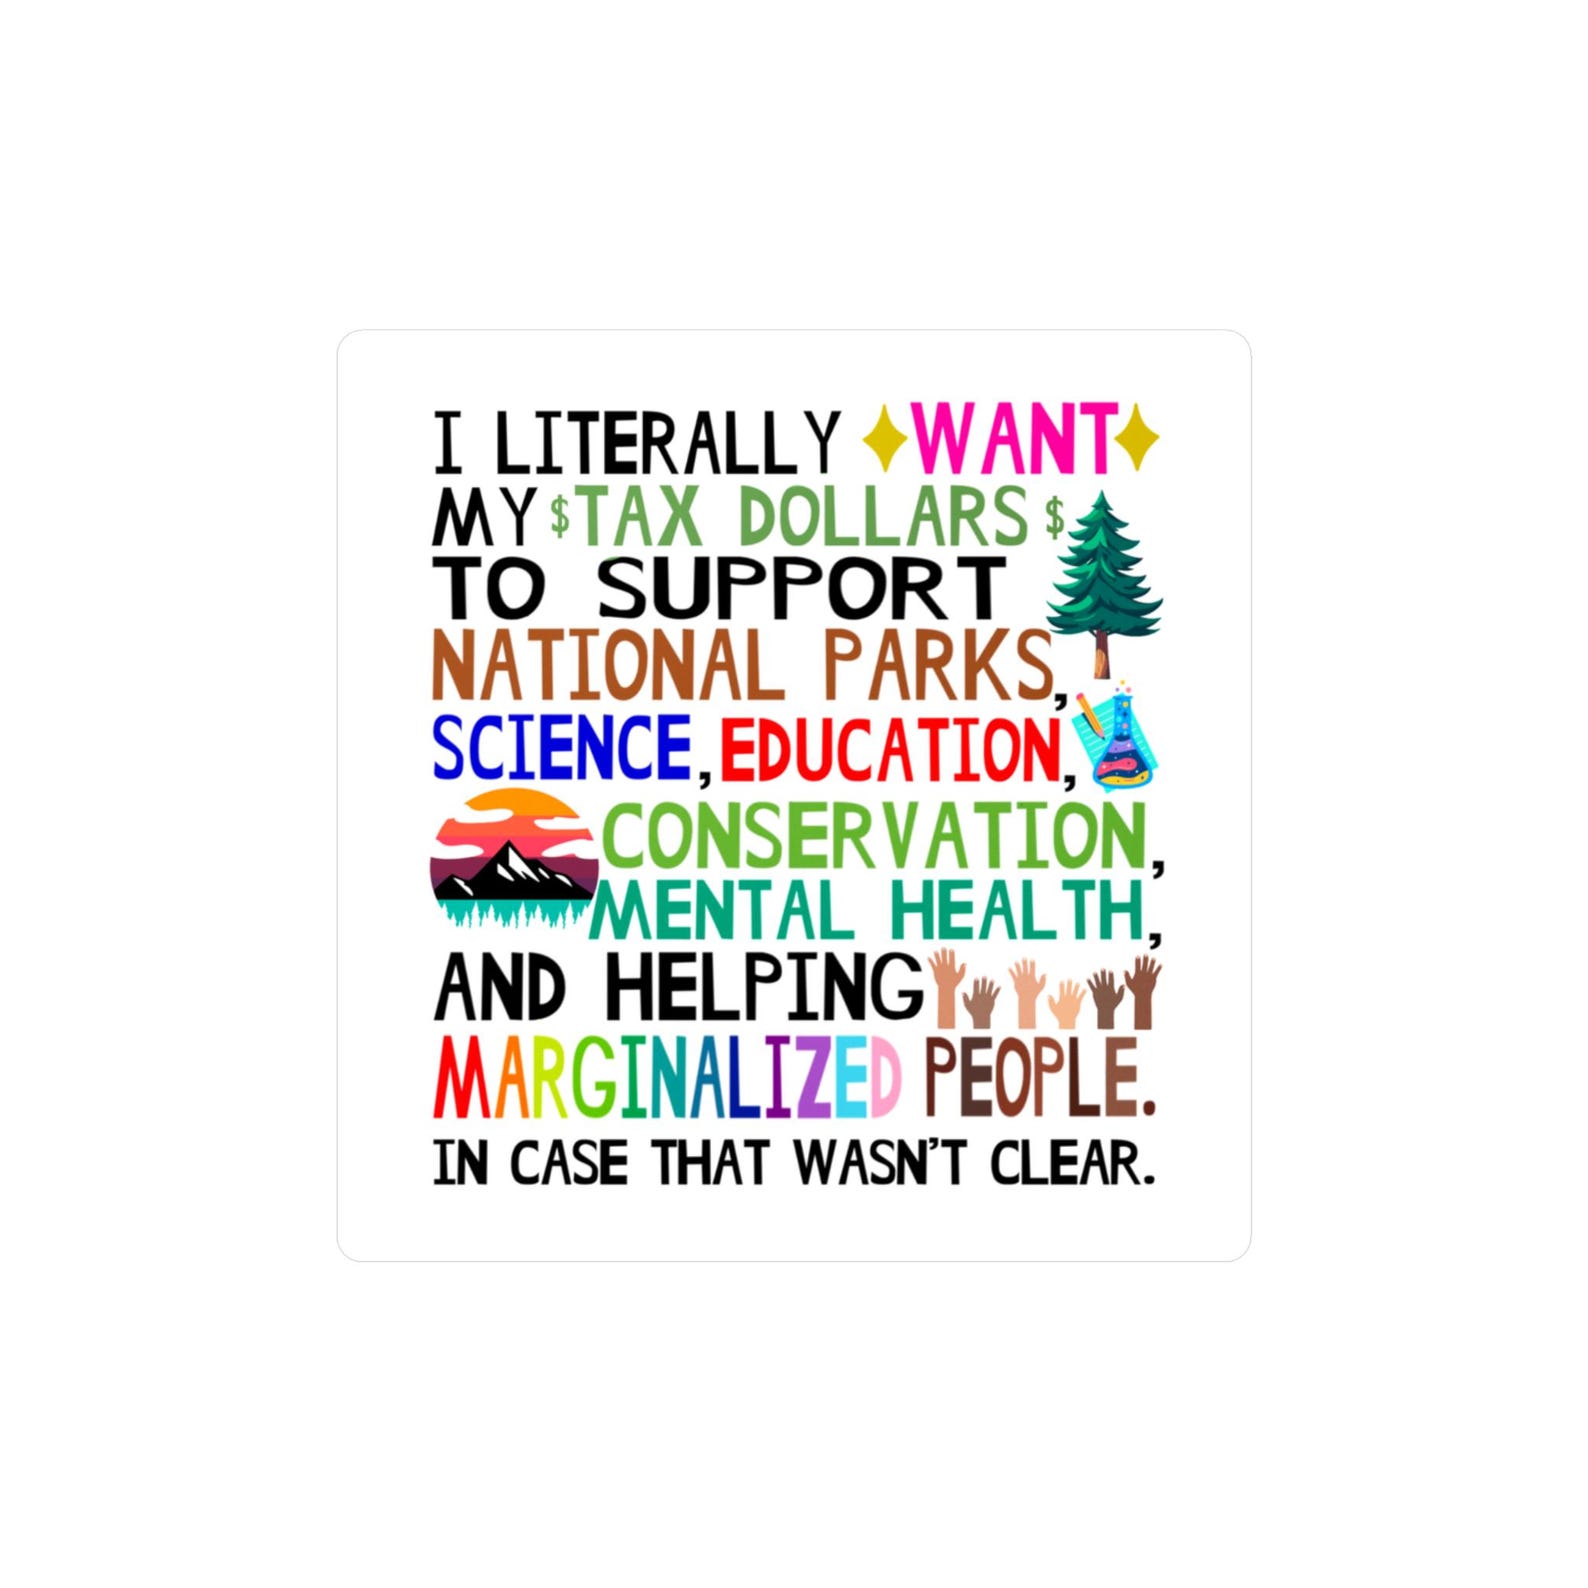 I LITERALLY WANT
MY $TAX DOLLARS $
TO SUPPORT
NATIONAL PARKS,
SCIENCE, EDUCATION,
CONSERVATION,
MENTAL HEALTH,
AND HELPING
MARGINALIZED PEOPLE.
IN CASE THAT WASN'T CLEAR.